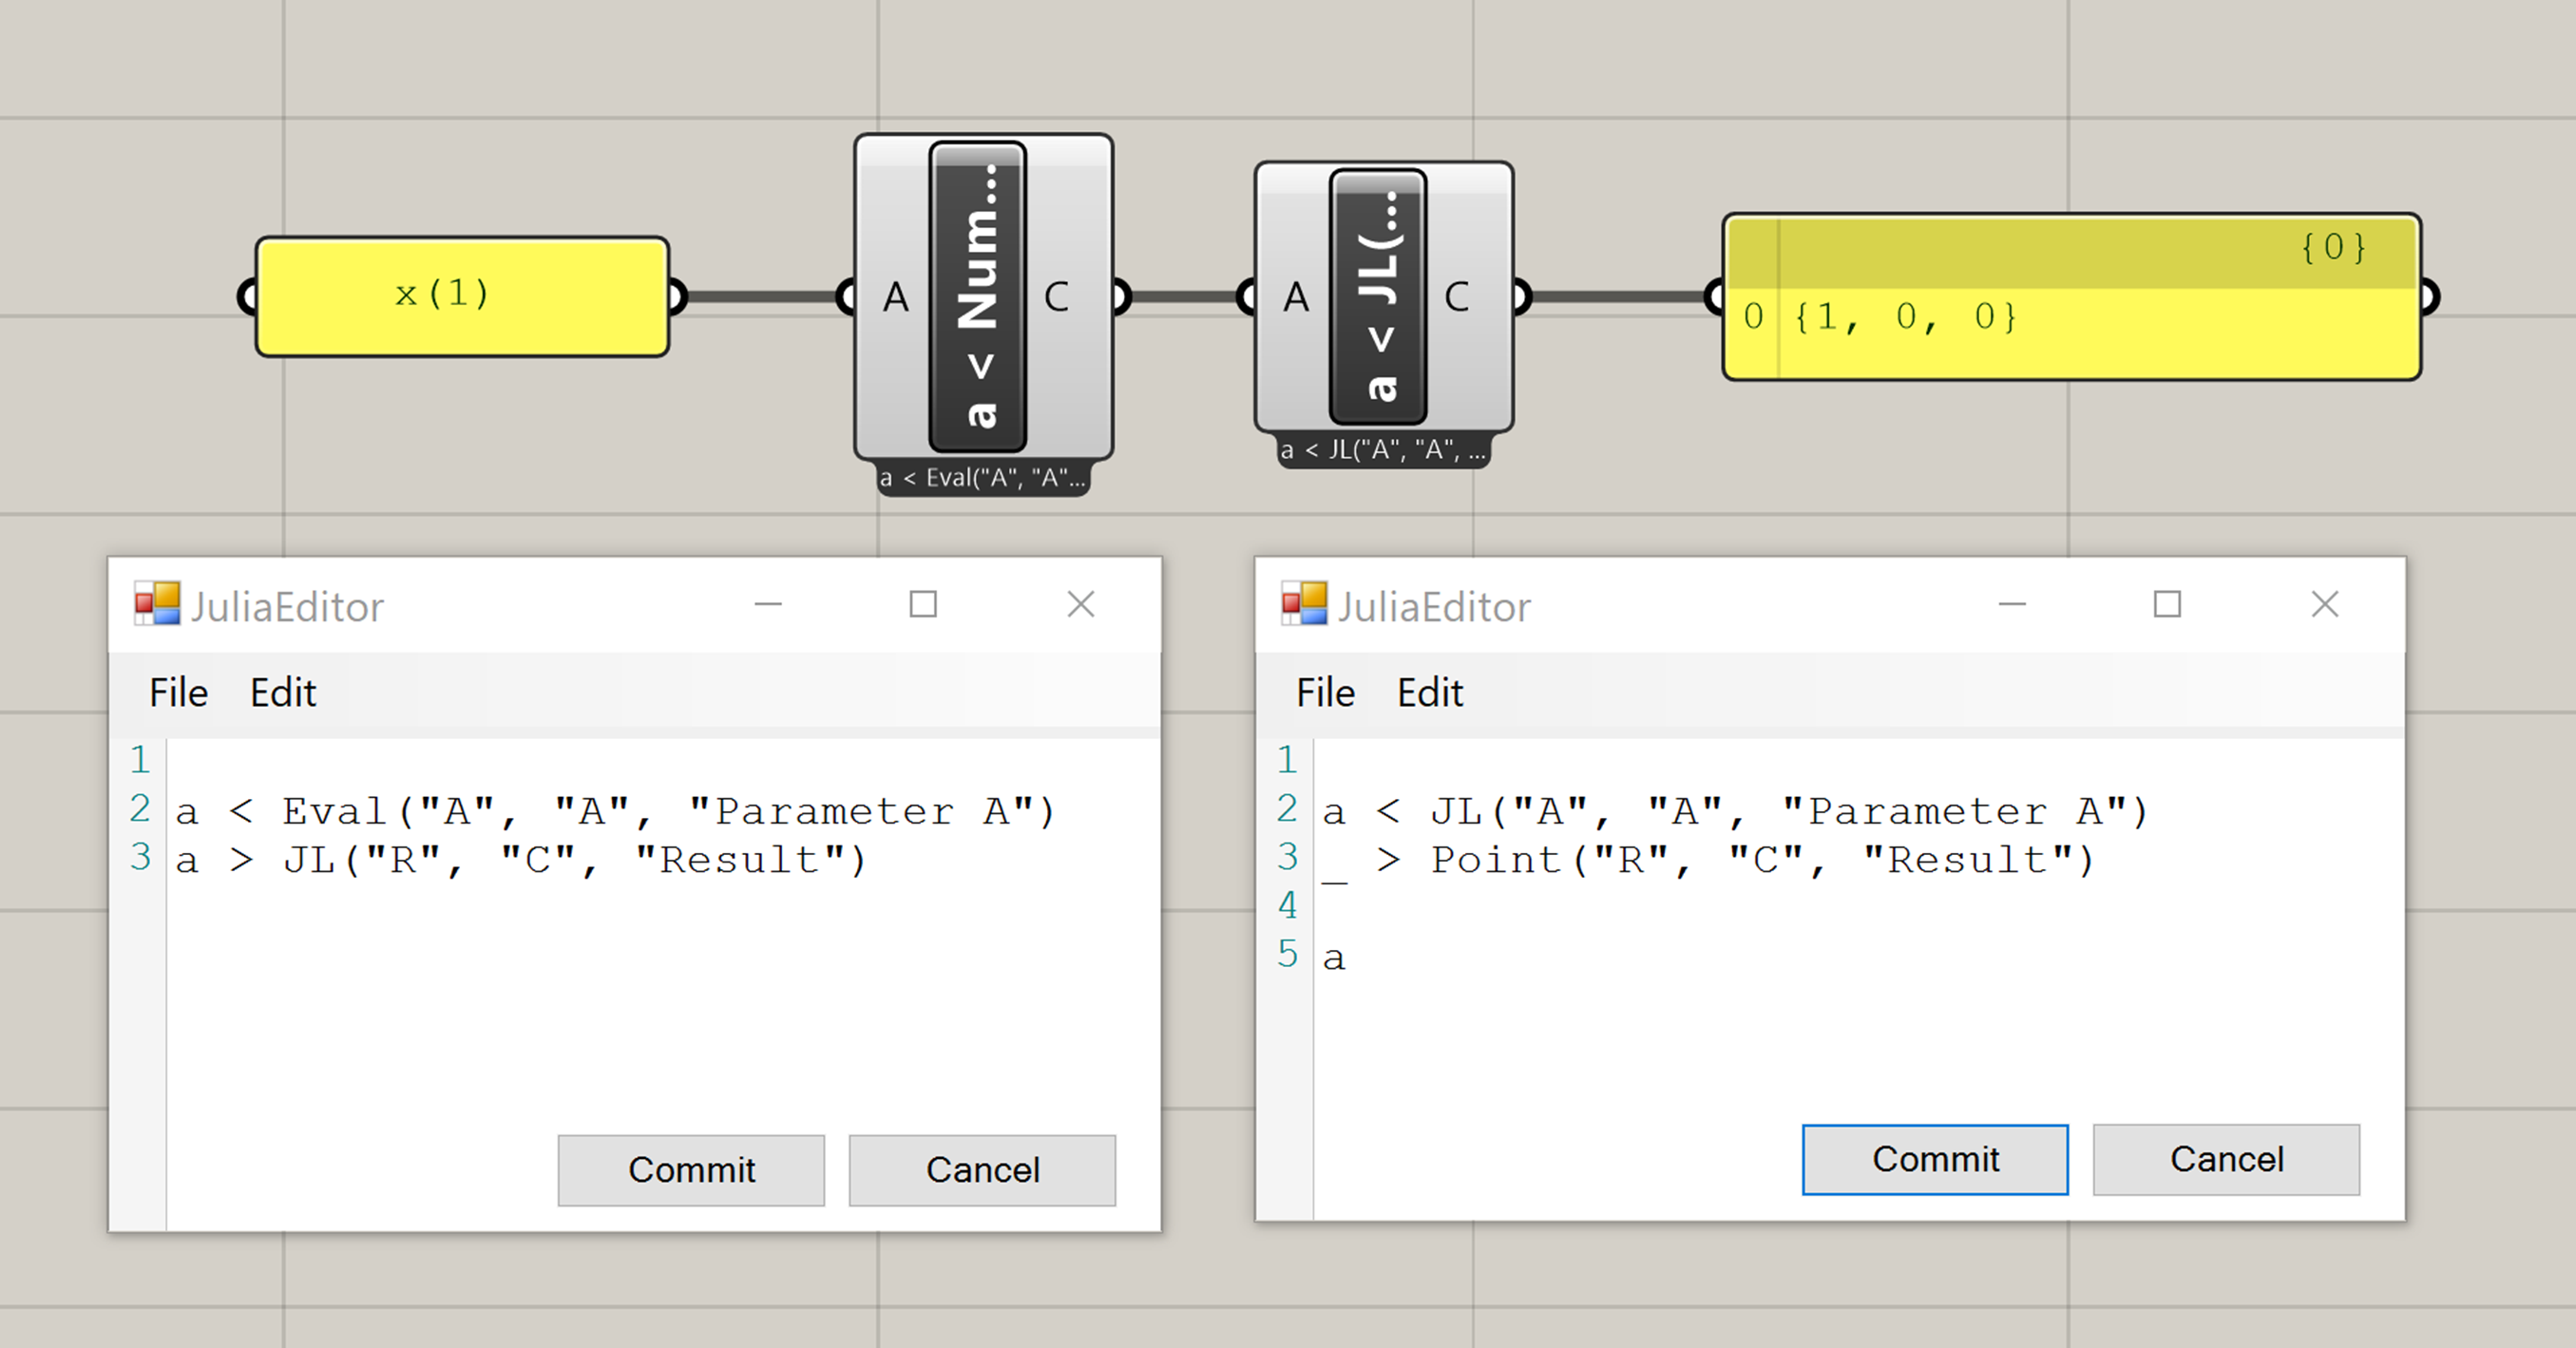 x(1)
A
a < Num...
C
a < Eval("A", "A"...
A
a < JL(...
C
a < JL("A", "A", ...
{0}
0 {1, 0, 0}
JuliaEditor
File Edit
1
2 a < Eval("A", "A", "Parameter A")
3 a > JL("R", "C", "Result")
Commit Cancel
JuliaEditor
File Edit
1
2 a < JL("A", "A", "Parameter A")
3 _ > Point("R", "C", "Result")
4
5 a
Commit Cancel